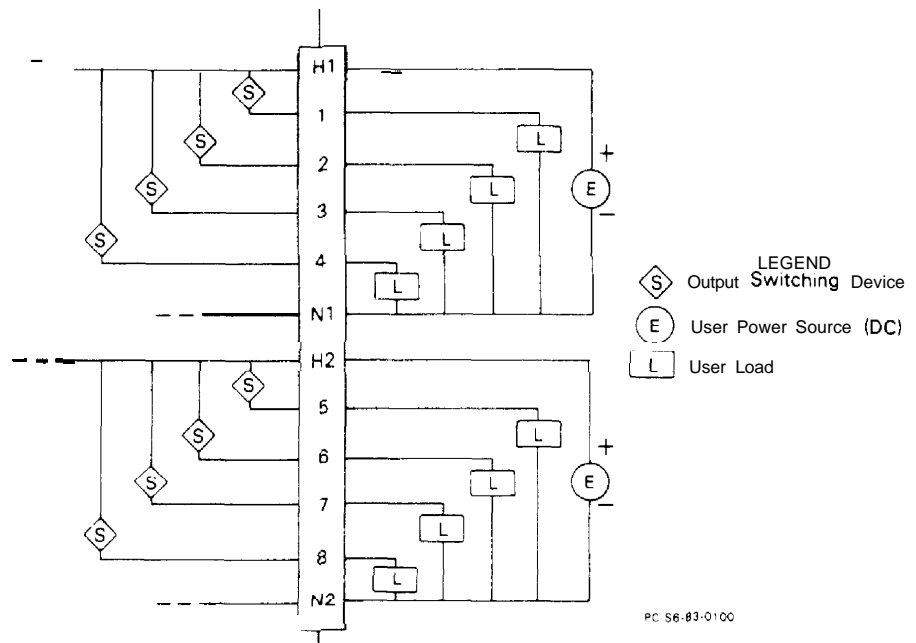 H1
S
1
L
+
S
2
L
E
S
3
−
L
S
4
L
N1
H2
S
5
L
S
6
+
L
E
S
7
−
L
S
8
L
N2
LEGEND
S Output Switching Device
E User Power Source (DC)
L User Load
PC-S6-83-0100